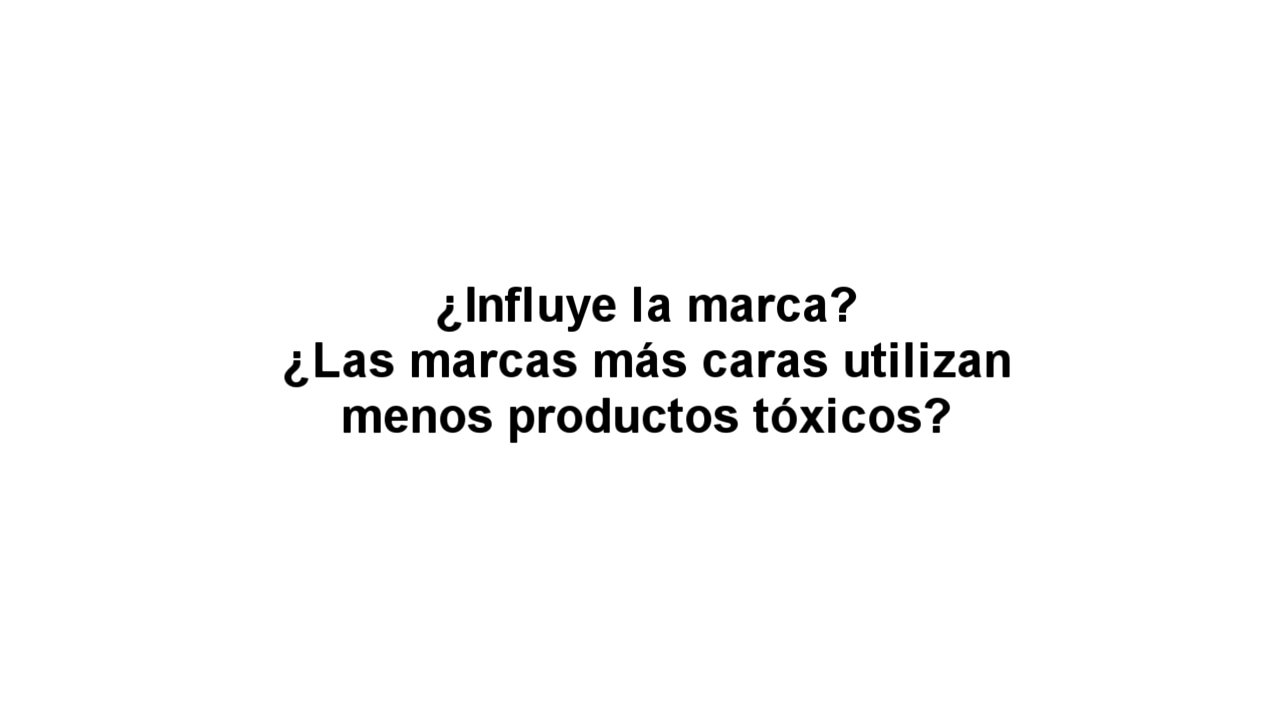 ¿Influye la marca?
¿Las marcas más caras utilizan
menos productos tóxicos?